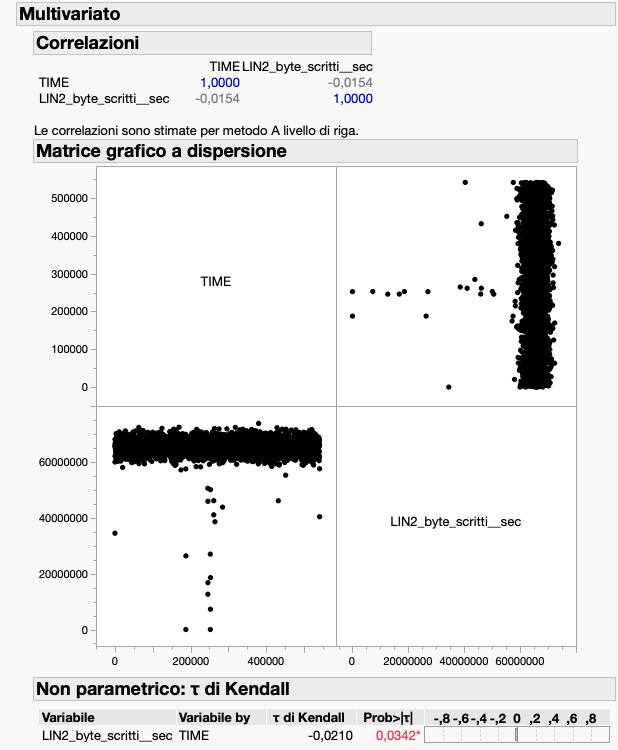 Multivariato
Correlazioni
TIME LIN2_byte_scritti__sec
TIME 1,0000 -0,0154
LIN2_byte_scritti__sec -0,0154 1,0000
Le correlazioni sono stimate per metodo A livello di riga.
Matrice grafico a dispersione
500000
400000
300000
200000
100000
0
TIME
60000000
40000000
20000000
0
LIN2_byte_scritti__sec
0 200000 400000 0 20000000 40000000 60000000
Non parametrico: τ di Kendall
Variabile Variabile by τ di Kendall Prob>|τ| -,8 -,6 -,4 -,2 0 ,2 ,4 ,6 ,8
LIN2_byte_scritti__sec TIME -0,0210 0,0342*